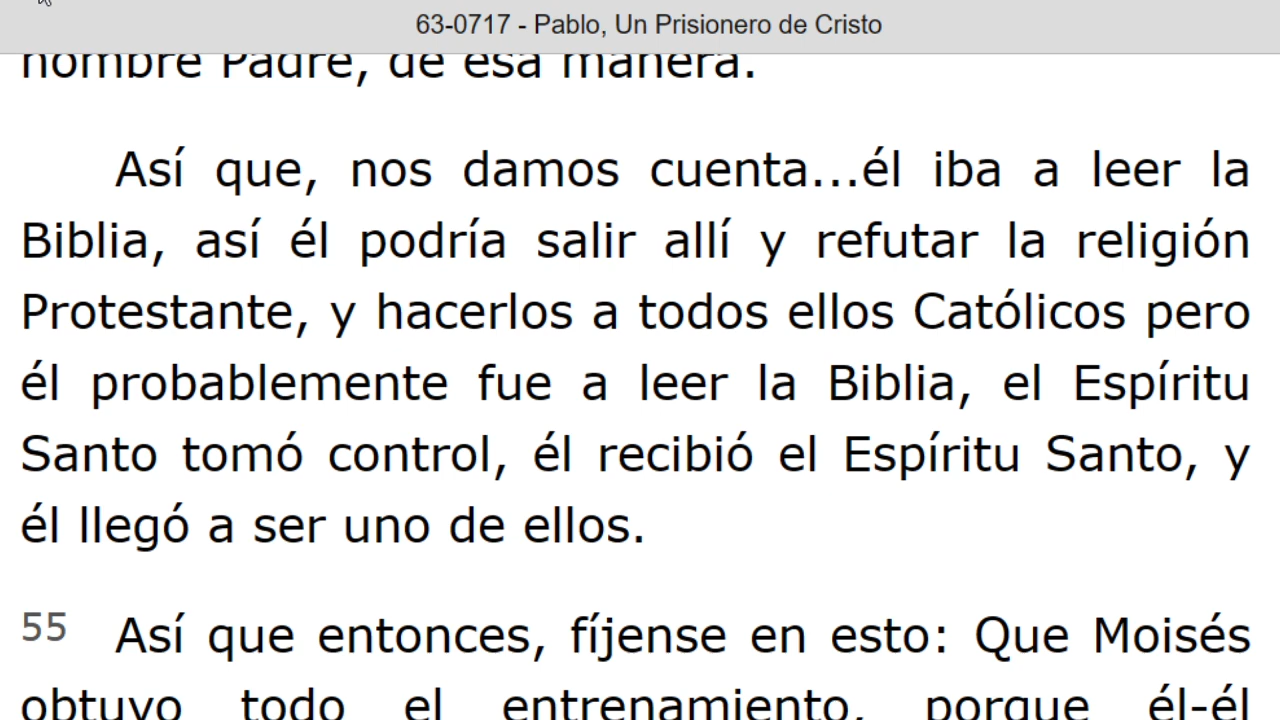 63-0717 - Pablo, Un Prisionero de Cristo
nombre Padre, de esa manera.
Así que, nos damos cuenta...él iba a leer la
Biblia, así él podría salir allí y refutar la religión
Protestante, y hacerlos a todos ellos Católicos pero
él probablemente fue a leer la Biblia, el Espíritu
Santo tomó control, él recibió el Espíritu Santo, y
él llegó a ser uno de ellos.
55 Así que entonces, fíjense en esto: Que Moisés
obtuvo todo el entrenamiento, porque él-él